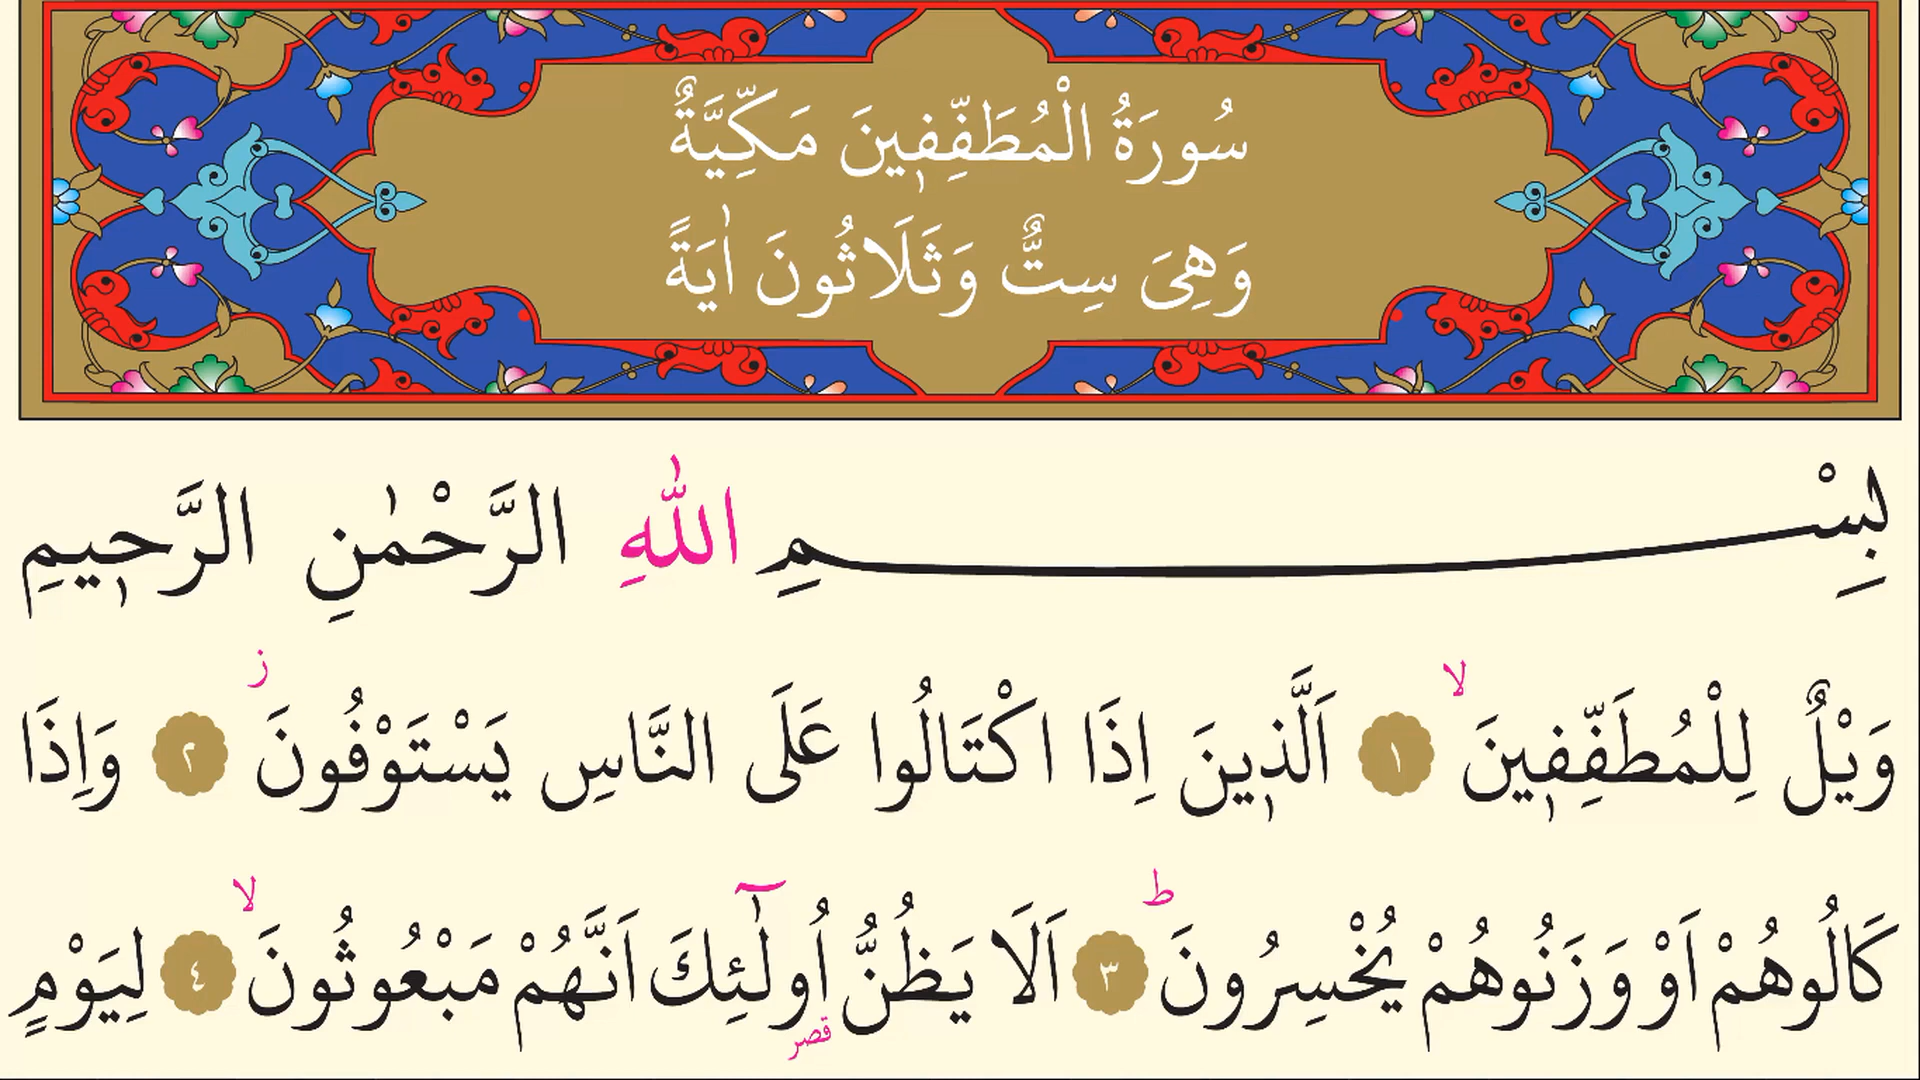 سُورَةُ الْمُطَفِّفٖينَ مَكِّيَّةٌ
وَهِىَ سِتٌّ وَثَلَاثُونَ اٰيَةً
بِسْمِ اللّٰهِ الرَّحْمٰنِ الرَّحٖيمِ
وَيْلٌ لِلْمُطَفِّفٖينَۙ ١ اَلَّذٖينَ اِذَا اكْتَالُوا عَلَى النَّاسِ يَسْتَوْفُونَؗ ٢ وَاِذَا
كَالُوهُمْ اَوْ وَزَنُوهُمْ يُخْسِرُونَؕ ٣ اَلَا يَظُنُّ اُولٰٓئِكَ اَنَّهُمْ مَبْعُوثُونَۙ ٤ لِيَوْمٍ
قصر